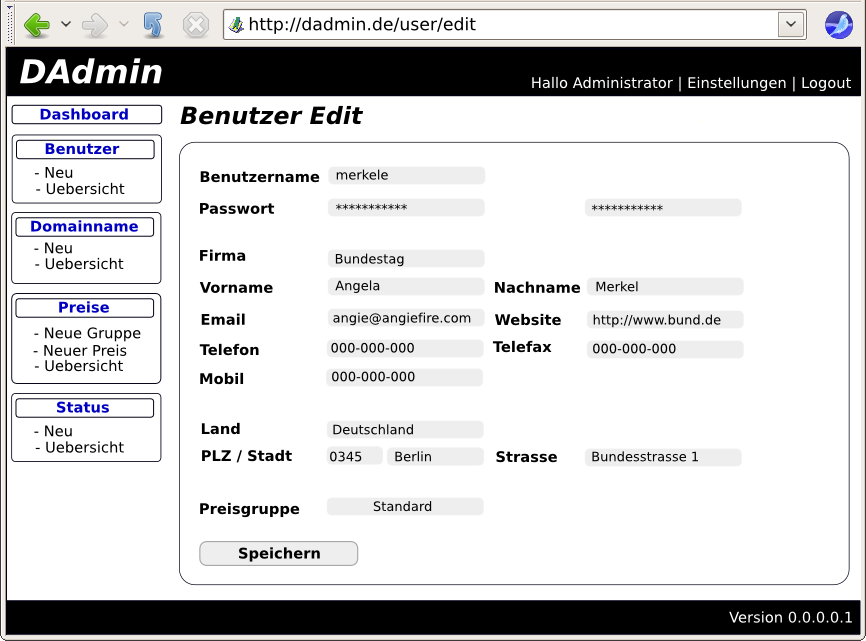 http://dadmin.de/user/edit
DAdmin
Hallo Administrator | Einstellungen | Logout
Dashboard
Benutzer
- Neu
- Uebersicht
Domainname
- Neu
- Uebersicht
Preise
- Neue Gruppe
- Neuer Preis
- Uebersicht
Status
- Neu
- Uebersicht
Benutzer Edit
Benutzername merkele
Passwort *********** ***********
Firma Bundestag
Vorname Angela Nachname Merkel
Email angie@angiefire.com Website http://www.bund.de
Telefon 000-000-000 Telefax 000-000-000
Mobil 000-000-000
Land Deutschland
PLZ / Stadt 0345 Berlin Strasse Bundesstrasse 1
Preisgruppe Standard
Speichern
Version 0.0.0.0.1